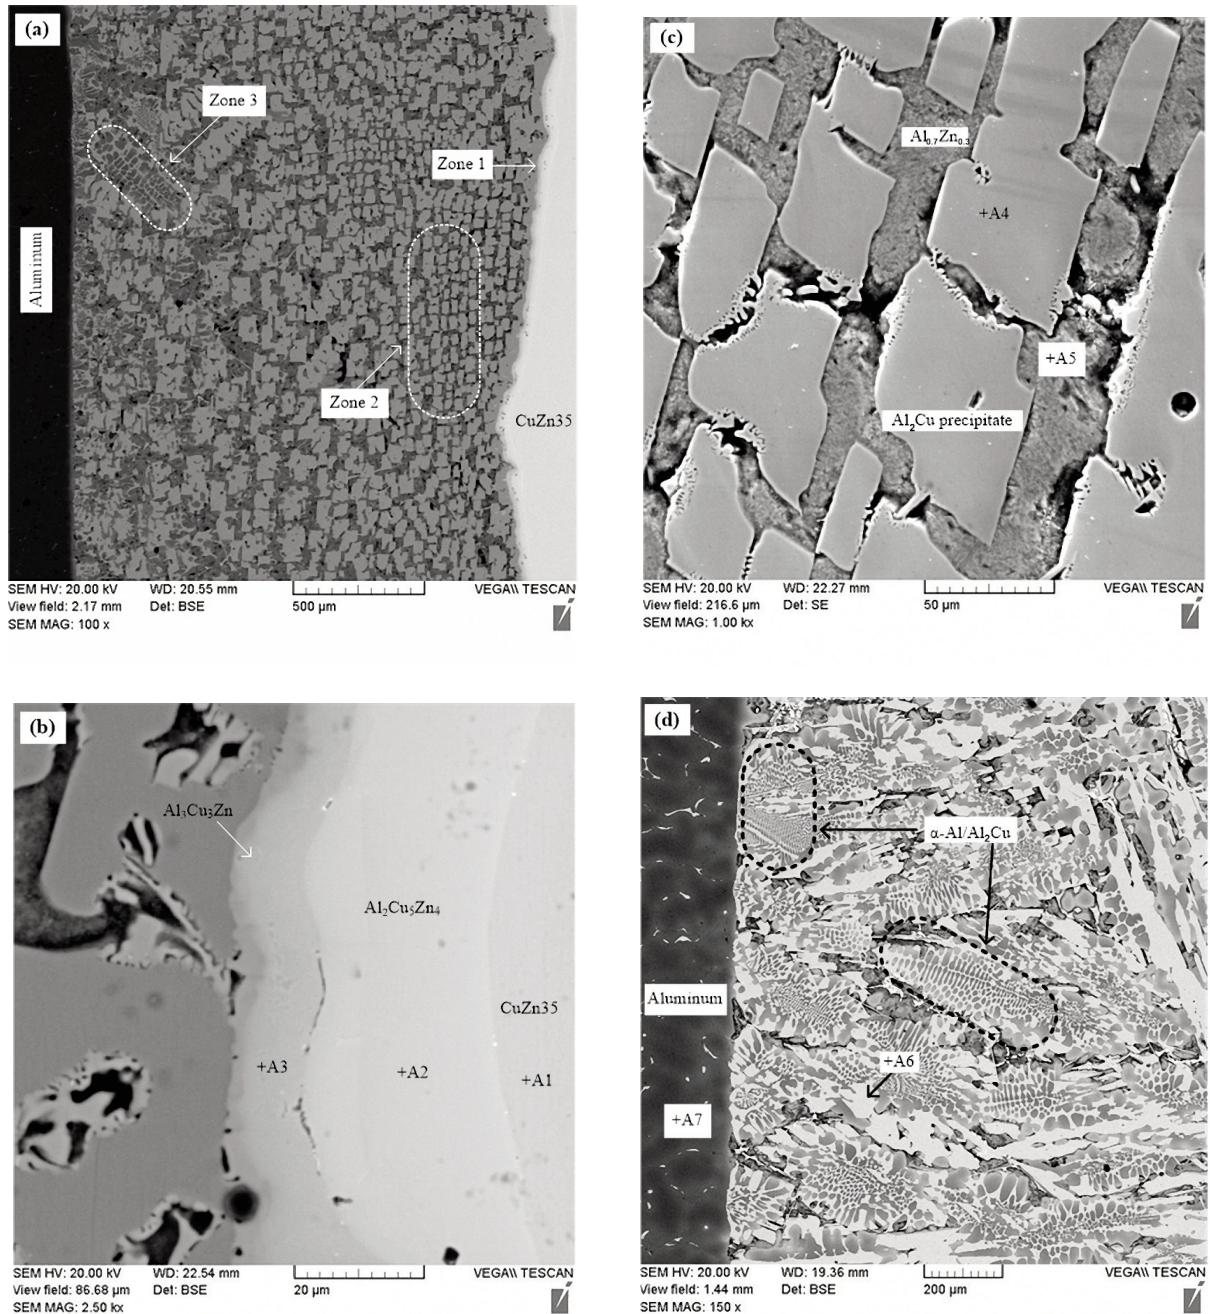 (a)
Zone 3
Zone 1
Aluminum
Zone 2
CuZn35
SEM HV: 20.00 kV WD: 20.55 mm VEGA\\ TESCAN
View field: 2.17 mm Det: BSE 500 µm
SEM MAG: 100 x
(c)
Al0.7Zn0.3
+A4
+A5
Al2Cu precipitate
SEM HV: 20.00 kV WD: 22.27 mm VEGA\\ TESCAN
View field: 216.6 µm Det: SE 50 µm
SEM MAG: 1.00 kx
(b)
Al3Cu3Zn
Al2Cu5Zn4
CuZn35
+A3 +A2 +A1
SEM HV: 20.00 kV WD: 22.54 mm VEGA\\ TESCAN
View field: 86.68 µm Det: BSE 20 µm
SEM MAG: 2.50 kx
(d)
α-Al/Al2Cu
Aluminum
+A6
+A7
SEM HV: 20.00 kV WD: 19.36 mm VEGA\\ TESCAN
View field: 1.44 mm Det: BSE 200 µm
SEM MAG: 150 x